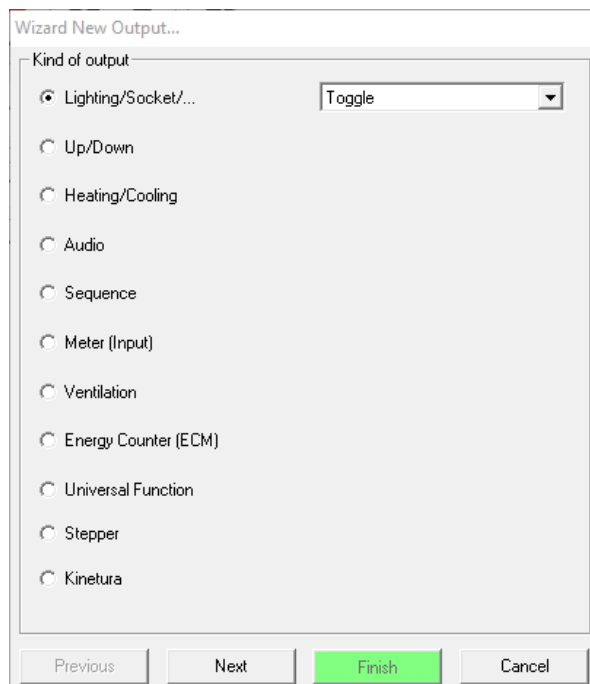 Wizard New Output...
Kind of output
Lighting/Socket/... Toggle
Up/Down
Heating/Cooling
Audio
Sequence
Meter (Input)
Ventilation
Energy Counter (ECM)
Universal Function
Stepper
Kinetura
Previous Next Finish Cancel